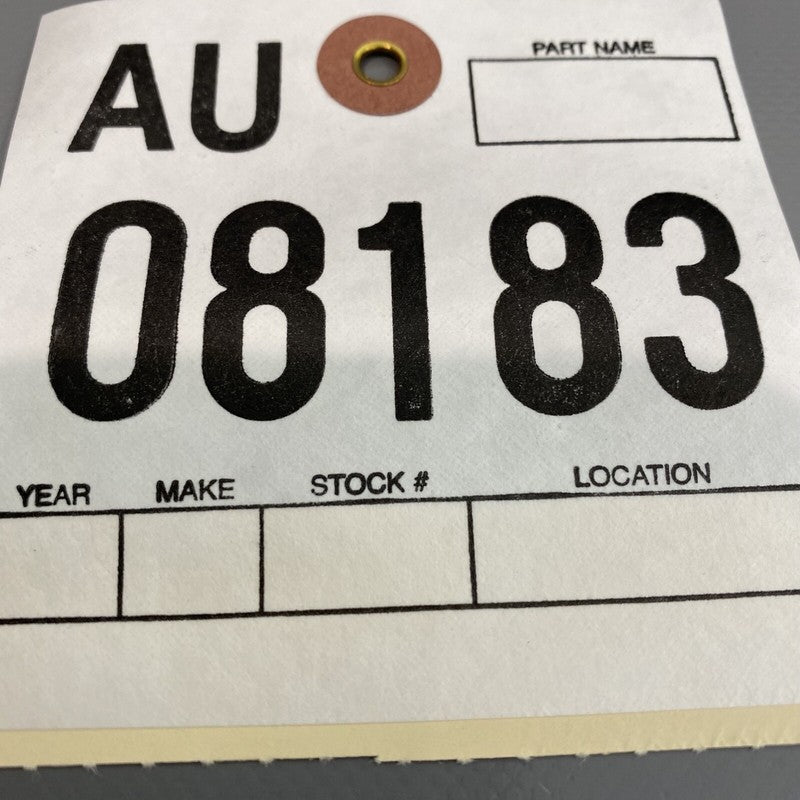 AU
PART NAME
08183
YEAR MAKE STOCK # LOCATION